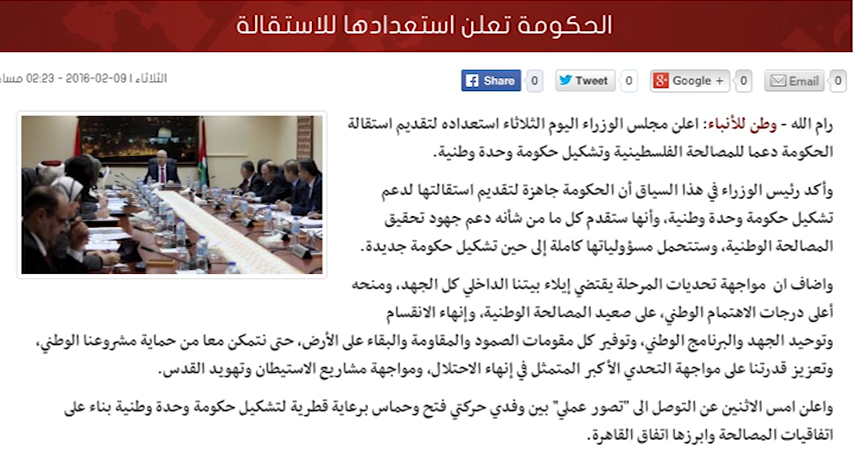 الحكومة تعلن استعدادها للاستقالة
الثلاثاء | 09-02-2016 - 02:23 مساء
Share 0
Tweet 0
Google + 0
Email 0
رام الله - وطن للأنباء: اعلن مجلس الوزراء اليوم الثلاثاء استعداده لتقديم استقالة
الحكومة دعما للمصالحة الفلسطينية وتشكيل حكومة وحدة وطنية.
وأكد رئيس الوزراء في هذا السياق أن الحكومة جاهزة لتقديم استقالتها لدعم
تشكيل حكومة وحدة وطنية، وأنها ستقدم كل ما من شأنه دعم جهود تحقيق
المصالحة الوطنية، وستتحمل مسؤولياتها كاملة إلى حين تشكيل حكومة جديدة.
واضاف ان مواجهة تحديات المرحلة يقتضي إيلاء بيتنا الداخلي كل الجهد، ومنحه
أعلى درجات الاهتمام الوطني، على صعيد المصالحة الوطنية، وإنهاء الانقسام
وتوحيد الجهد والبرنامج الوطني، وتوفير كل مقومات الصمود والمقاومة والبقاء على الأرض، حتى نتمكن معا من حماية مشروعنا الوطني،
وتعزيز قدرتنا على مواجهة التحدي الأكبر المتمثل في إنهاء الاحتلال، ومواجهة مشاريع الاستيطان وتهويد القدس.
واعلن امس الاثنين عن التوصل الى "تصور عملي" بين وفدي حركتي فتح وحماس برعاية قطرية لتشكيل حكومة وحدة وطنية بناء على
اتفاقيات المصالحة وابرزها اتفاق القاهرة.